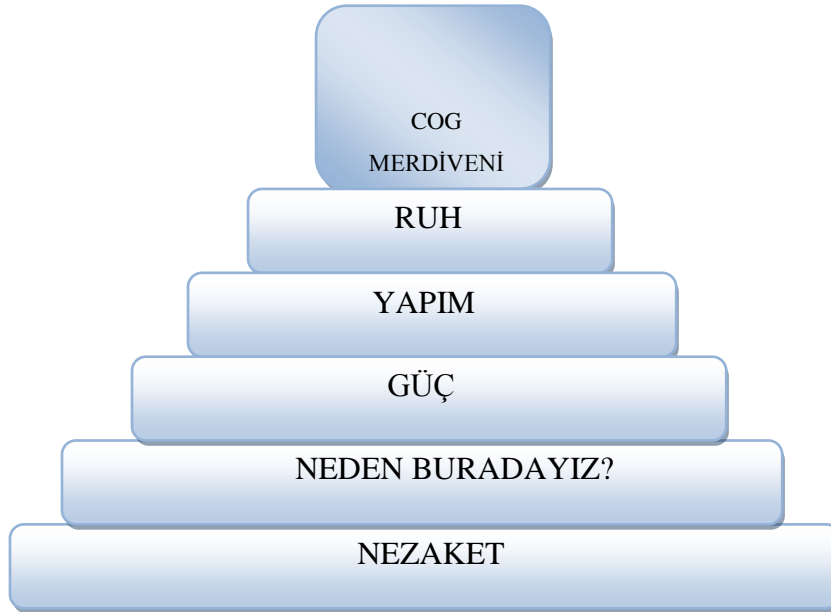 COG
MERDİVENİ
RUH
YAPIM
GÜÇ
NEDEN BURADAYIZ?
NEZAKET